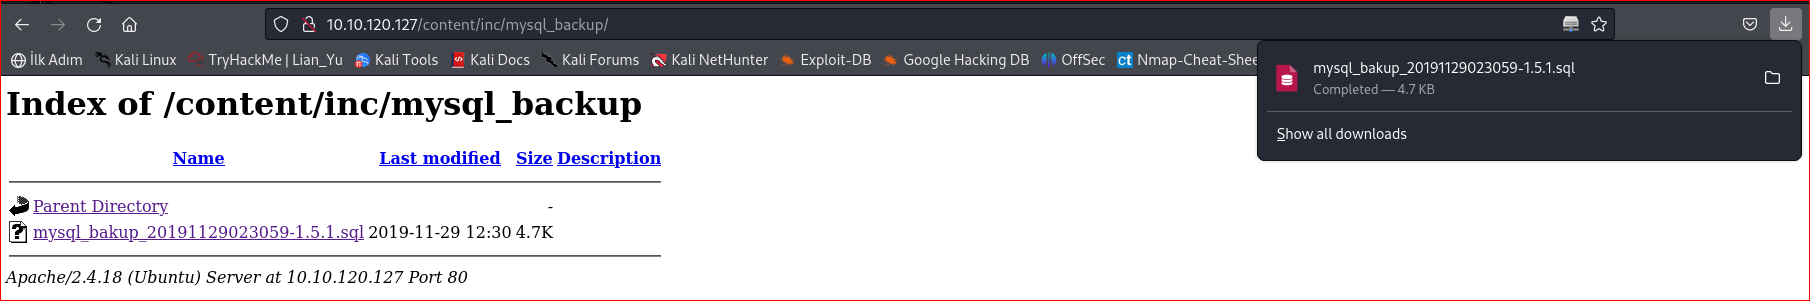 10.10.120.127/content/inc/mysql_backup/
İlk Adım Kali Linux TryHackMe | Lian_Yu Kali Tools Kali Docs Kali Forums Kali NetHunter Exploit-DB Google Hacking DB OffSec Nmap-Cheat-Shee
mysql_bakup_20191129023059-1.5.1.sql
Completed — 4.7 KB
Show all downloads
Index of /content/inc/mysql_backup
Name Last modified Size Description
Parent Directory -
mysql_bakup_20191129023059-1.5.1.sql 2019-11-29 12:30 4.7K
Apache/2.4.18 (Ubuntu) Server at 10.10.120.127 Port 80